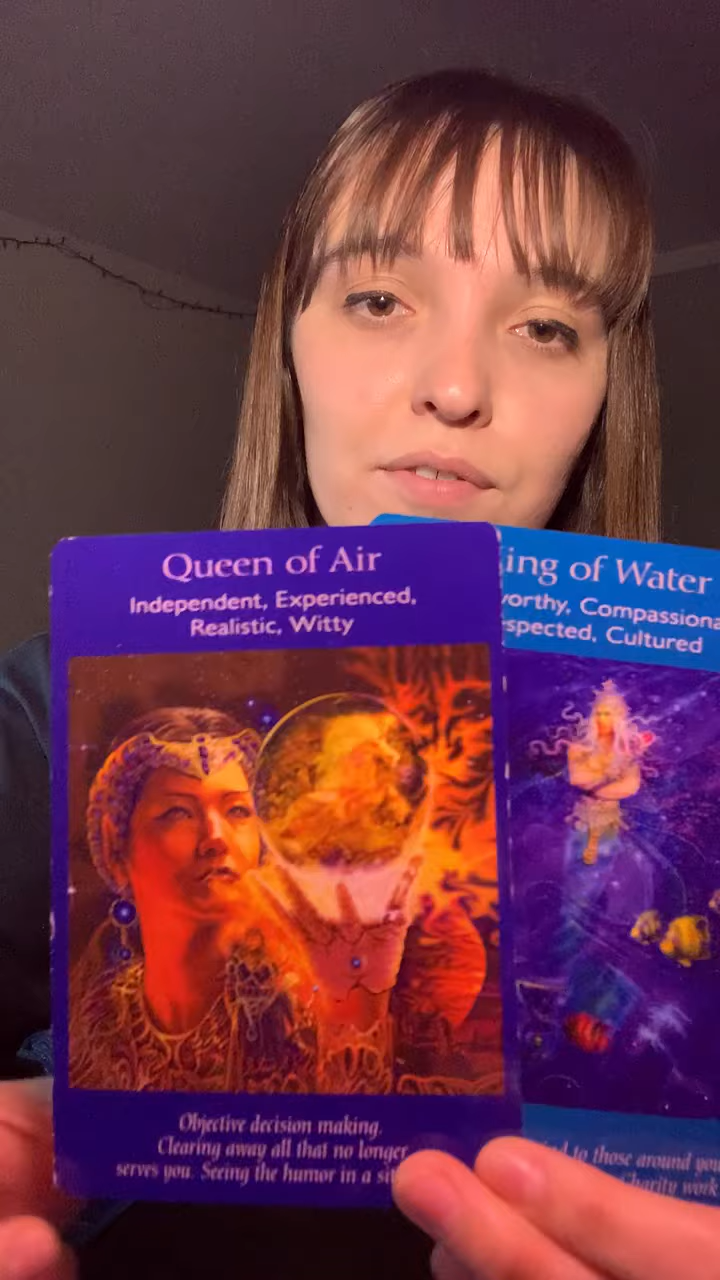 Queen of Air
Independent, Experienced,
Realistic, Witty
Objective decision making.
Clearing away all that no longer
serves you. Seeing the humor in a
ing of Water
Compassiona
Cultured
to those around you
Charity work